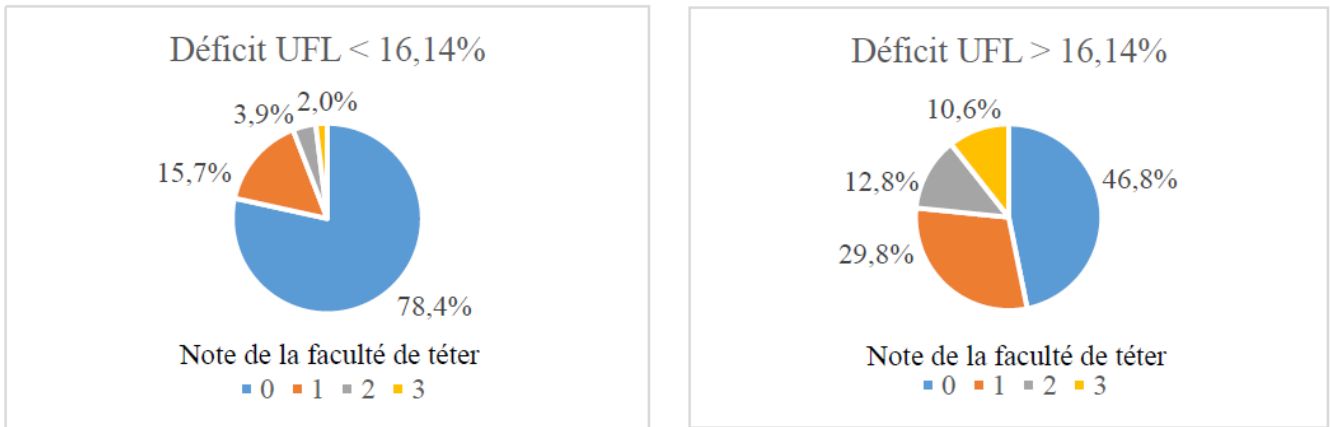 Déficit UFL < 16,14%
3,9%
2,0%
15,7%
78,4%
Note de la faculté de téter
0 1 2 3
Déficit UFL > 16,14%
10,6%
12,8%
46,8%
29,8%
Note de la faculté de téter
0 1 2 3